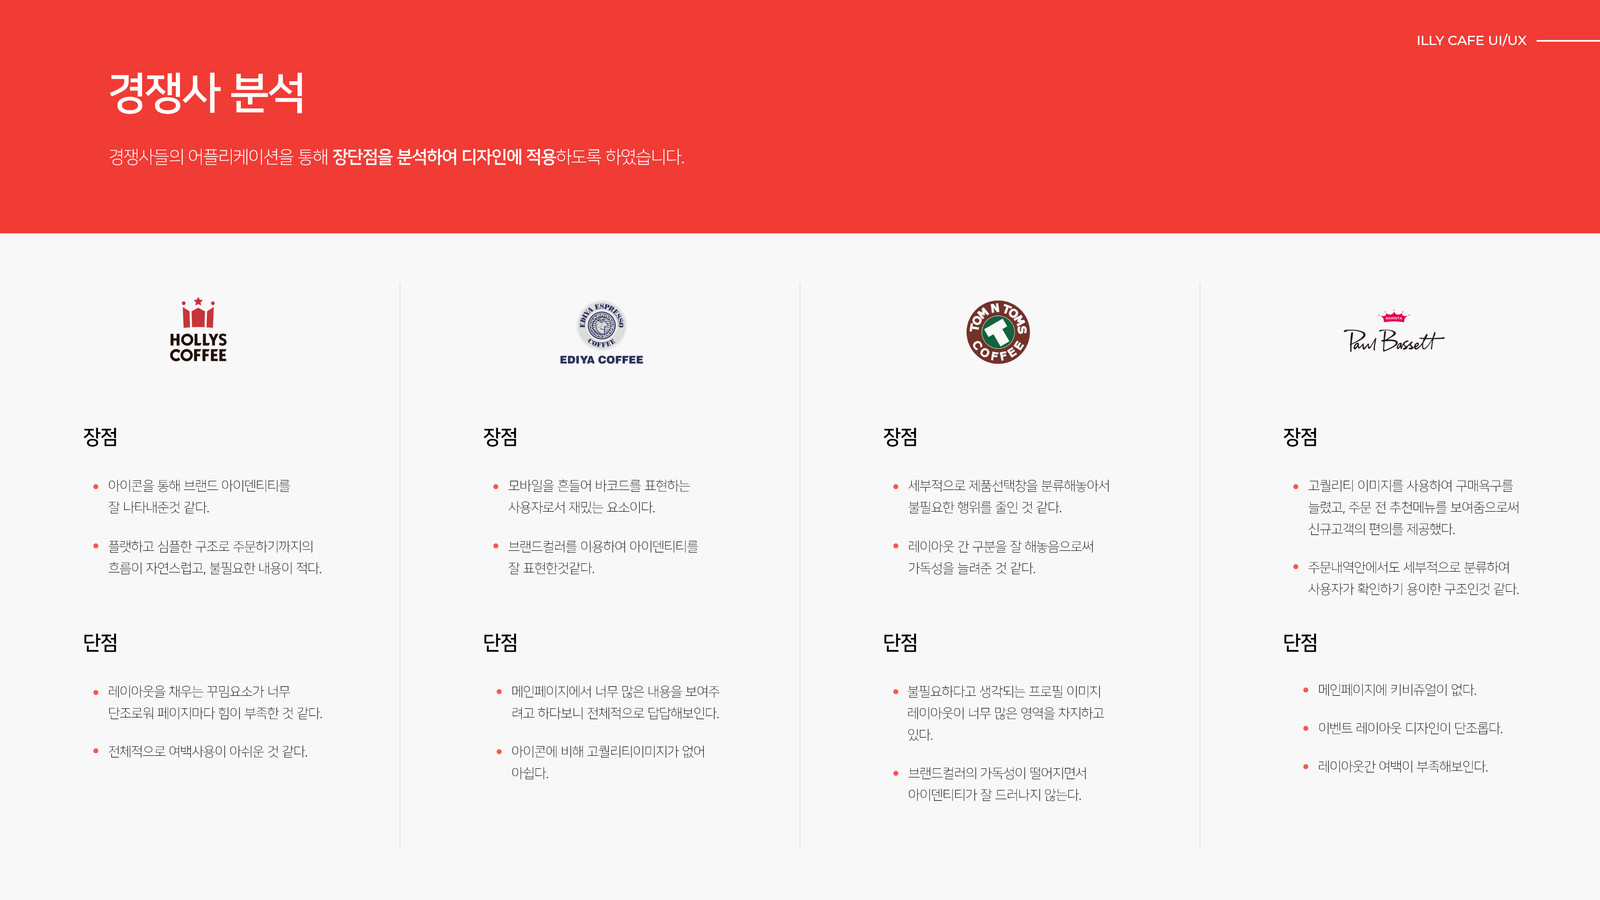 ILLY CAFE UI/UX
경쟁사 분석
경쟁사들의 어플리케이션을 통해 장단점을 분석하여 디자인에 적용하도록 하였습니다.
HOLLYS
COFFEE
장점
아이콘을 통해 브랜드 아이덴티티를
잘 나타내준것 같다.
플랫하고 심플한 구조로 주문하기까지의
흐름이 자연스럽고, 불필요한 내용이 적다.
단점
레이아웃을 채우는 꾸밈요소가 너무
단조로워 페이지마다 힘이 부족한 것 같다.
전체적으로 여백사용이 아쉬운 것 같다.
EDIYA ESPRESSO
COFFEE
EDIYA COFFEE
장점
모바일을 흔들어 바코드를 표현하는
사용자로서 재밌는 요소이다.
브랜드컬러를 이용하여 아이덴티티를
잘 표현한것같다.
단점
메인페이지에서 너무 많은 내용을 보여주
려고 하다보니 전체적으로 답답해보인다.
아이콘에 비해 고퀄리티이미지가 없어
아쉽다.
TOM N TOMS
COFFEE
장점
세부적으로 제품선택창을 분류해놓아서
불필요한 행위를 줄인 것 같다.
레이아웃 간 구분을 잘 해놓음으로써
가독성을 늘려준 것 같다.
단점
불필요하다고 생각되는 프로필 이미지
레이아웃이 너무 많은 영역을 차지하고
있다.
브랜드컬러의 가독성이 떨어지면서
아이덴티티가 잘 드러나지 않는다.
BARISTA
Paul Bassett
장점
고퀄리티 이미지를 사용하여 구매욕구를
늘렸고, 주문 전 추천메뉴를 보여줌으로써
신규고객의 편의를 제공했다.
주문내역안에서도 세부적으로 분류하여
사용자가 확인하기 용이한 구조인것 같다.
단점
메인페이지에 키비쥬얼이 없다.
이벤트 레이아웃 디자인이 단조롭다.
레이아웃간 여백이 부족해보인다.